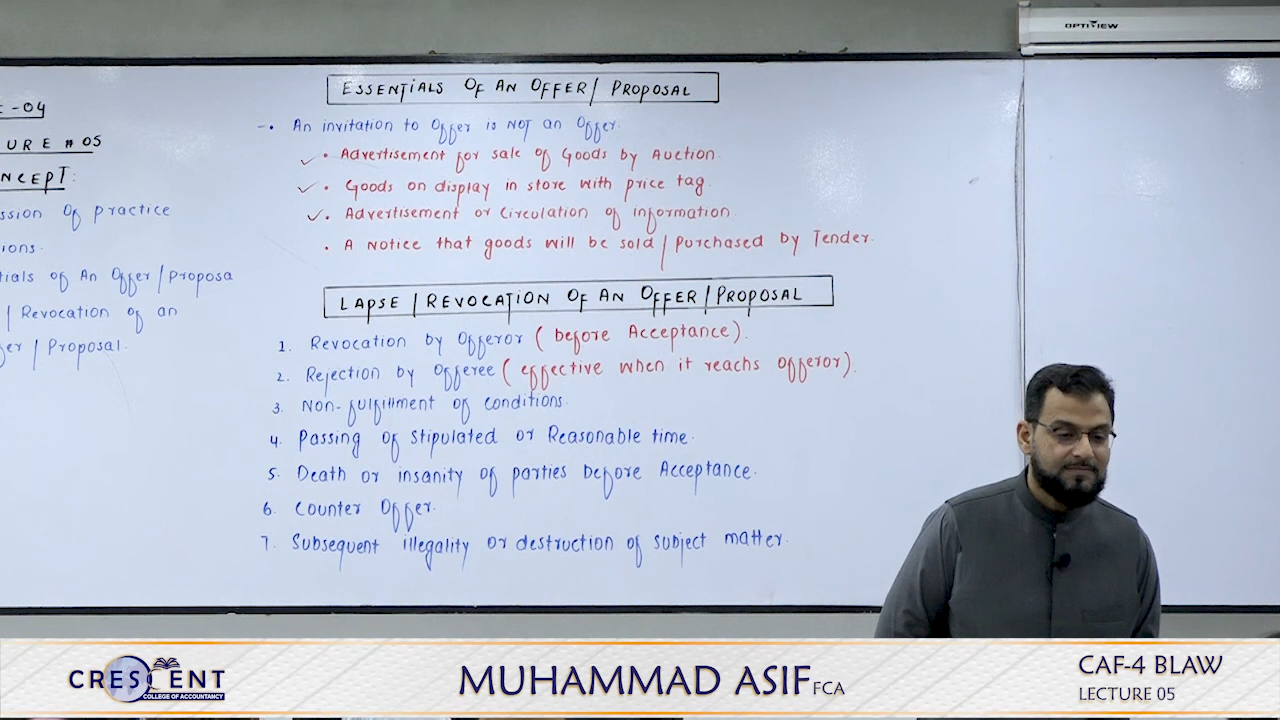 OPTIVIEW
E-04
URE # 05
NCEPT:
ssion of practice
ions.
tials of An Offer/Proposa
/ Revocation of an
er/Proposal.
ESSENTIALS OF AN OFFER/ PROPOSAL
-. An invitation to Offer is NOT an Offer.
✓ • Advertisement for sale of Goods by Auction.
✓ • Goods on display in store with price tag.
✓ • Advertisement or Circulation of information.
• A Notice that goods will be sold/purchased by Tender.
LAPSE / REVOCATION OF AN OFFER/PROPOSAL
1. Revocation by Offeror (before Acceptance).
2. Rejection by Offeree (effective when it reaches offeror).
3. Non-fulfillment of conditions.
4. Passing of stipulated or Reasonable time.
5. Death or insanity of parties before Acceptance.
6. Counter Offer.
7. Subsequent illegality or destruction of subject matter.
CRESCENT
COLLEGE OF ACCOUNTANCY
MUHAMMAD ASIF FCA
CAF-4 BLAW
LECTURE 05